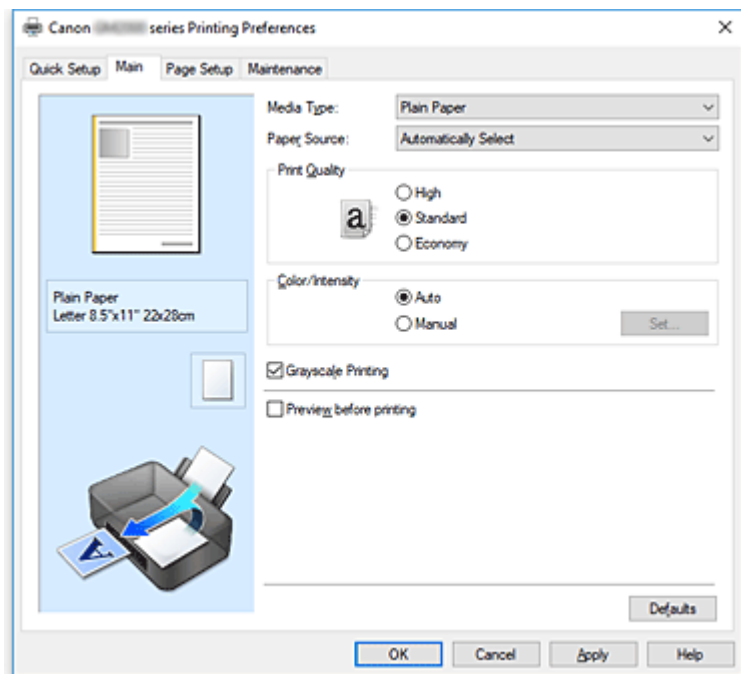 Canon series Printing Preferences
Quick Setup Main Page Setup Maintenance
Media Type: Plain Paper
Paper Source: Automatically Select
Print Quality
High
a Standard
Economy
Color/Intensity
Auto
Plain Paper
Letter 8.5"x11" 22x28cm
Manual Set...
Grayscale Printing
Preview before printing
A
Defaults
OK Cancel Apply Help